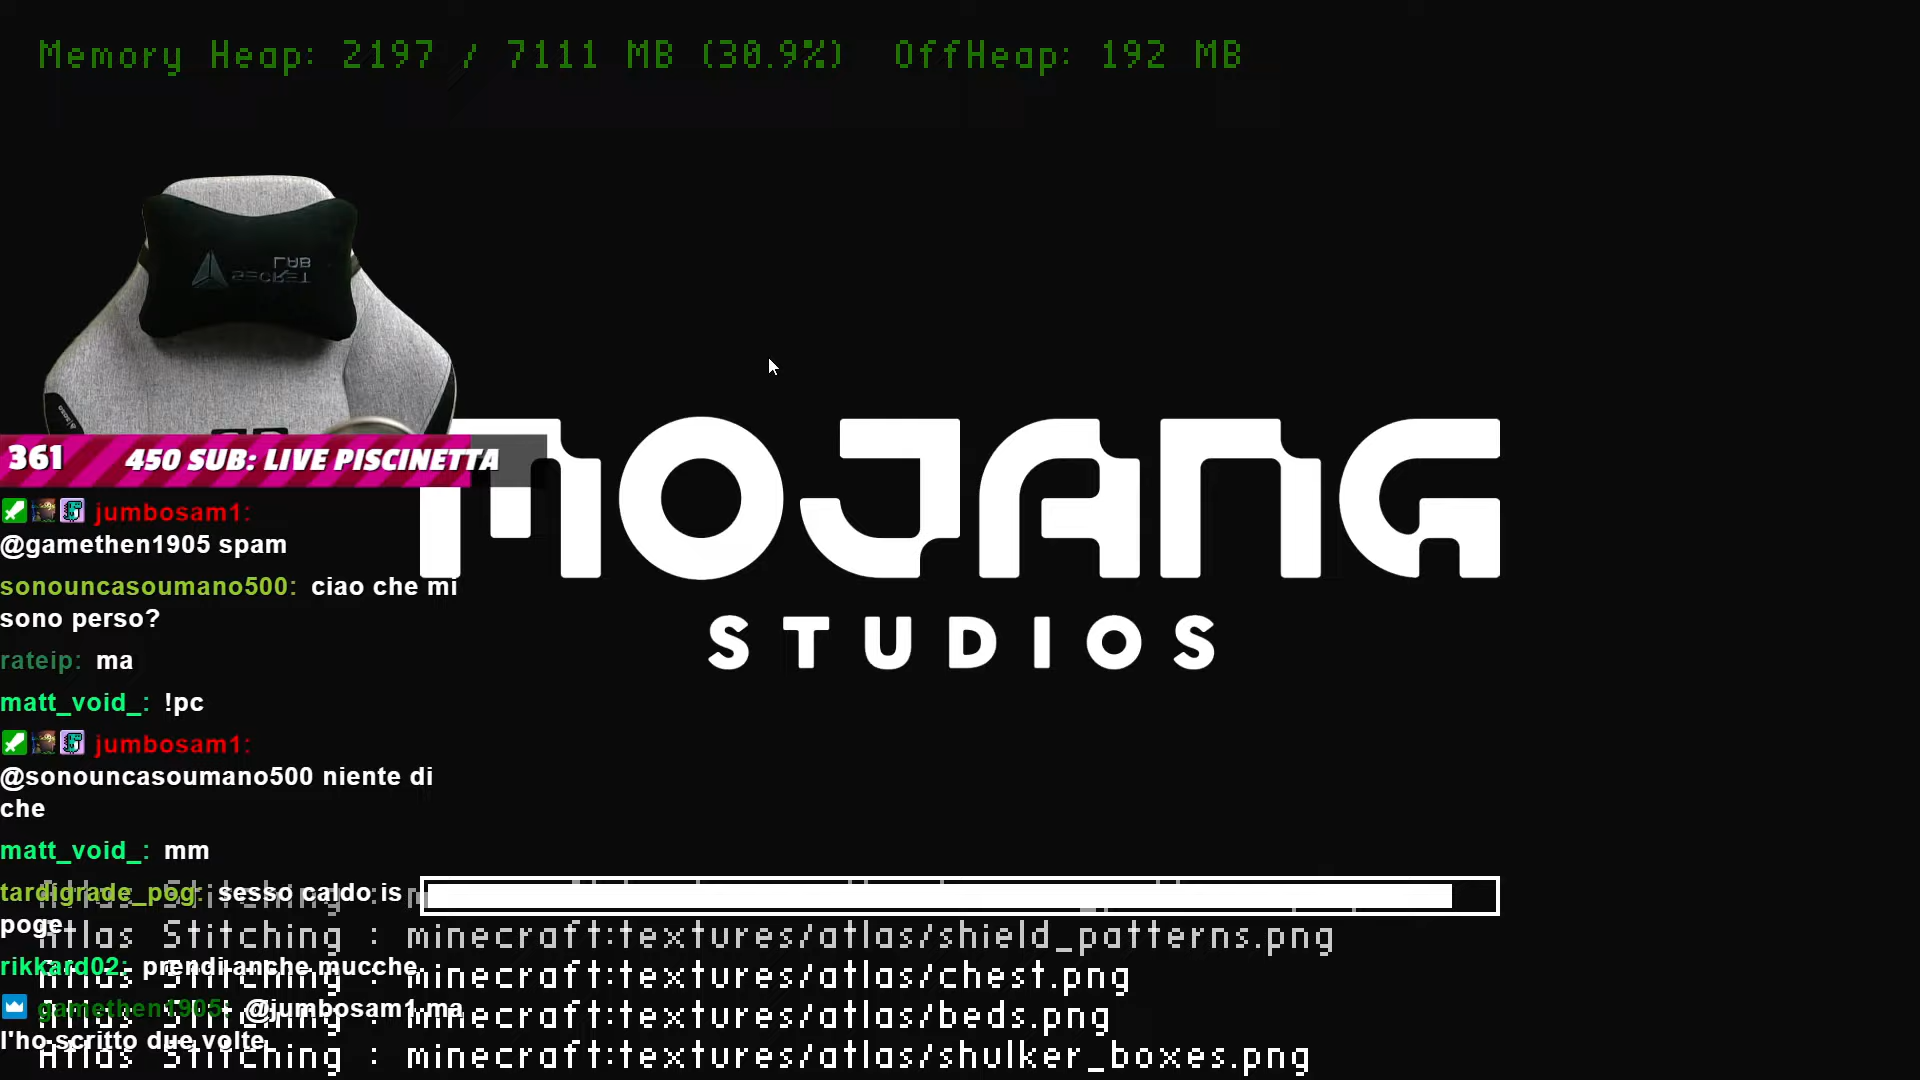 Memory Heap: 2197 / 7111 MB (30.9%) OffHeap: 192 MB
SECRET
LAB
361 450 SUB: LIVE PISCINETTA
MOJANG
STUDIOS
jumbosam1:
@gamethen1905 spam
sonouncasoumano500: ciao che mi
sono perso?
rateip: ma
matt_void_: !pc
jumbosam1:
@sonouncasoumano500 niente di
che
matt_void_: mm
tardigrade_pog: sesso caldo is
poge
rikkard02: prendi anche mucche
gamethen1905: @jumbosam1 ma
l'ho scritto due volte
Atlas Stitching :
Atlas Stitching : minecraft:textures/atlas/shield_patterns.png
Atlas Stitching : minecraft:textures/atlas/chest.png
Atlas Stitching : minecraft:textures/atlas/beds.png
Atlas Stitching : minecraft:textures/atlas/shulker_boxes.png